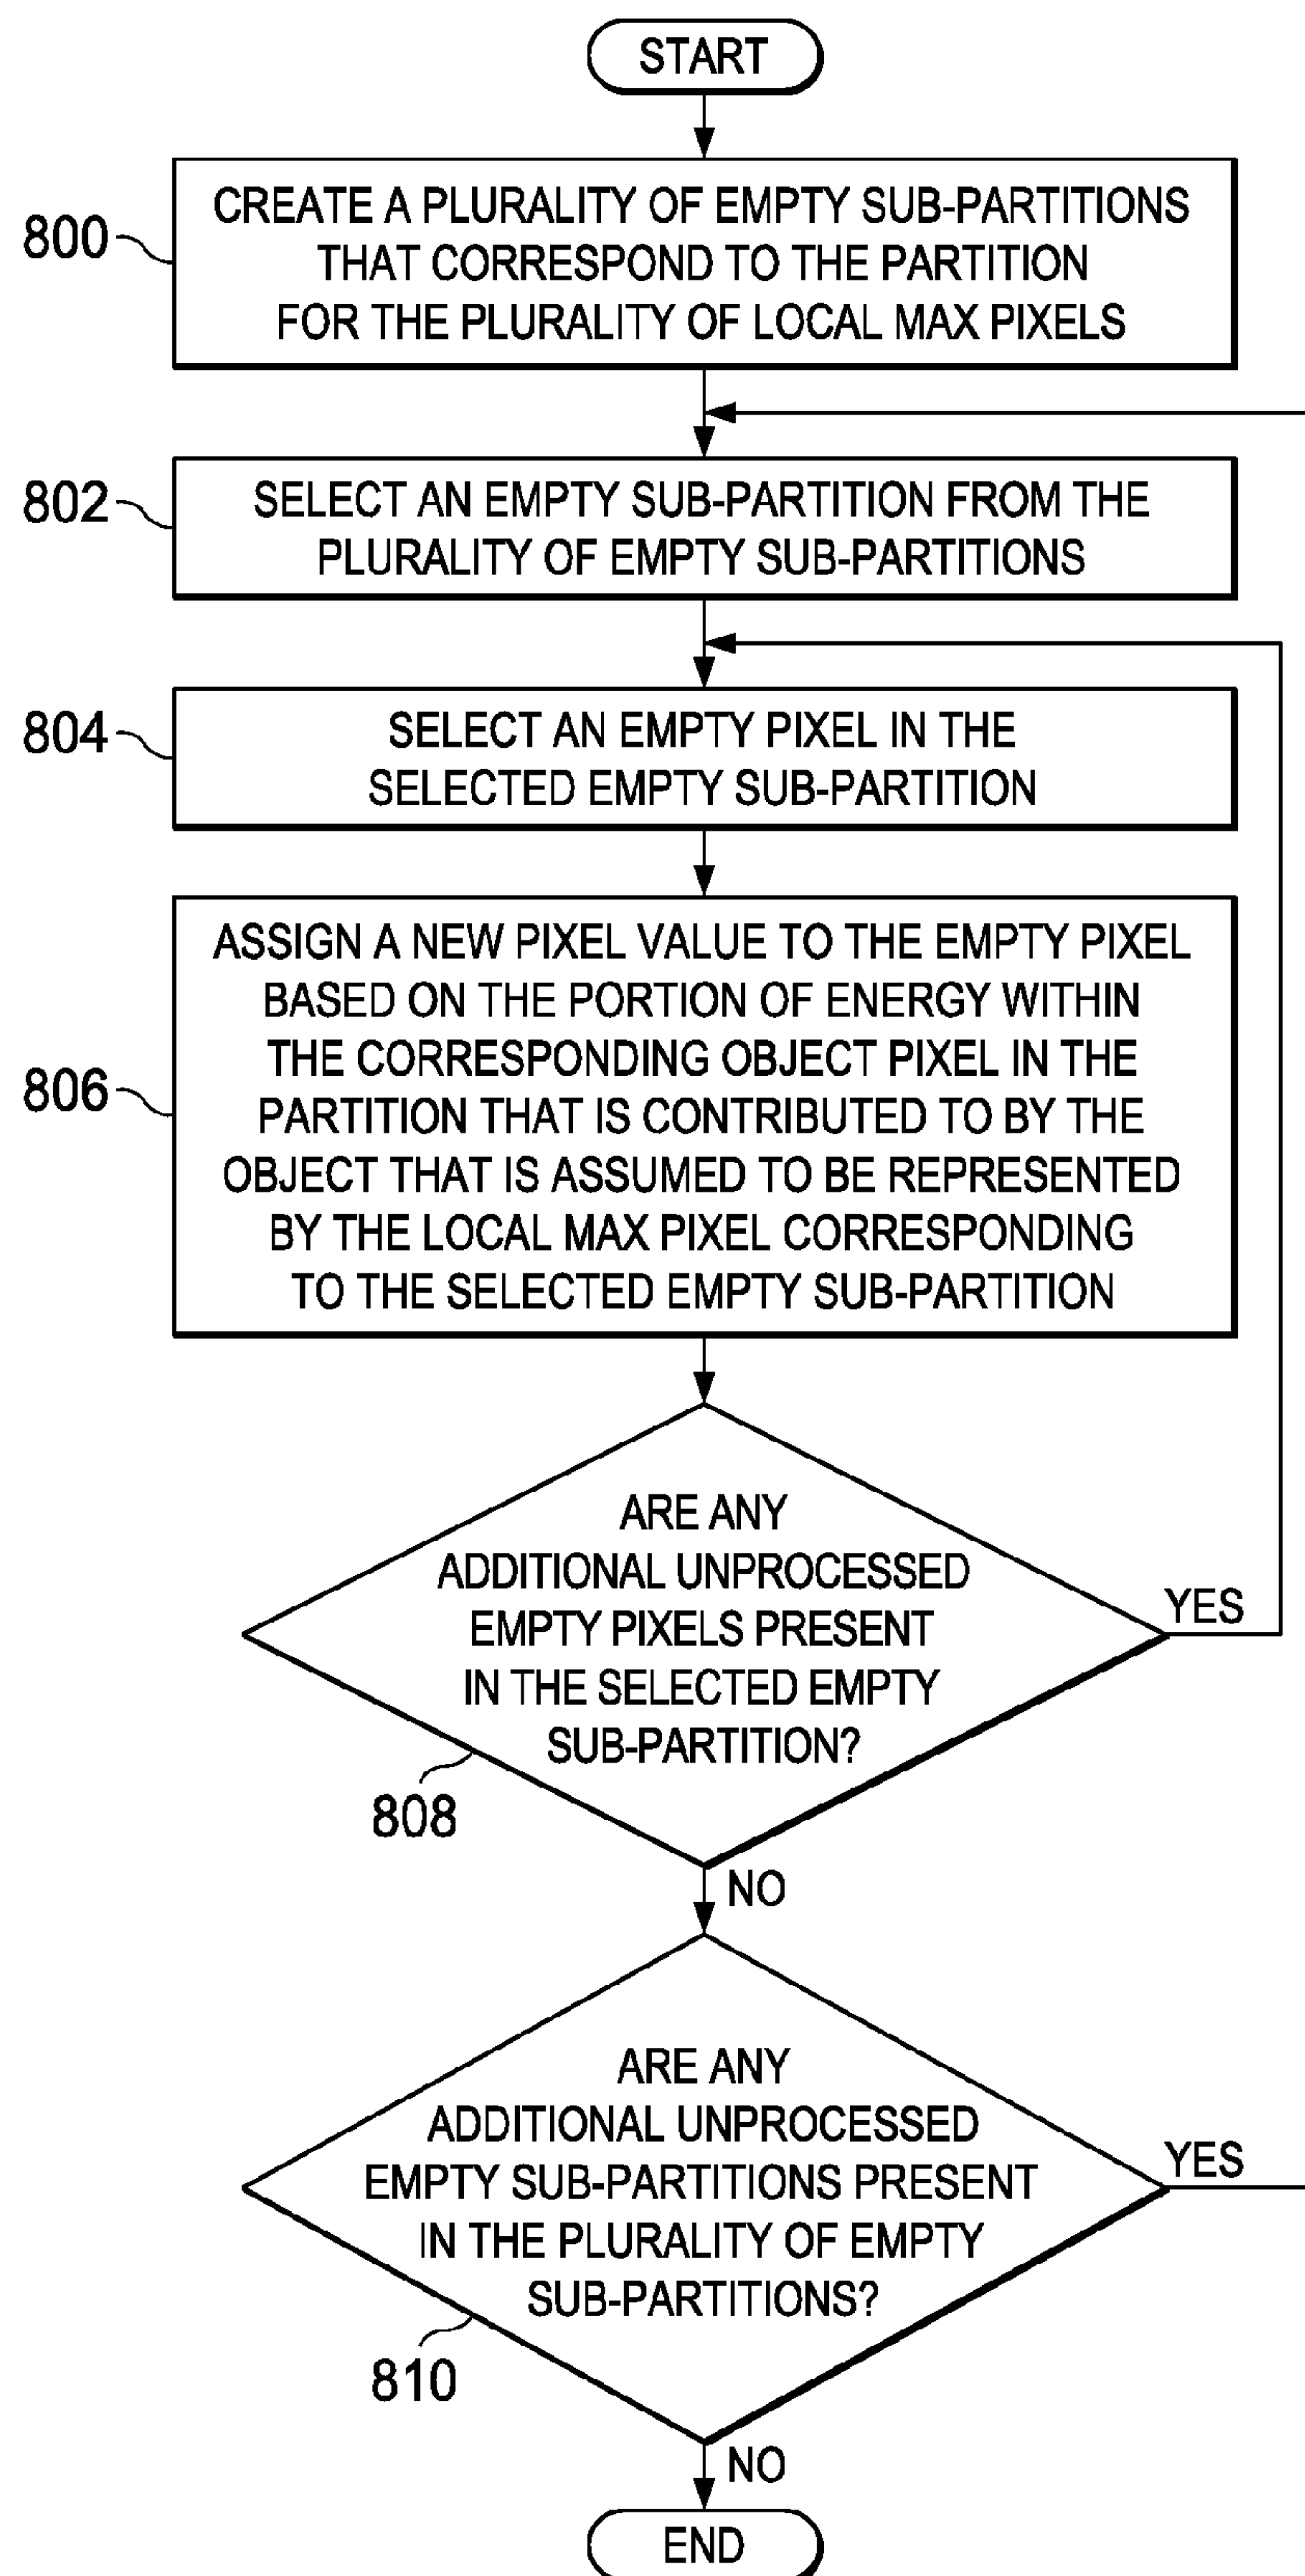 START
800
CREATE A PLURALITY OF EMPTY SUB-PARTITIONS
THAT CORRESPOND TO THE PARTITION
FOR THE PLURALITY OF LOCAL MAX PIXELS
802
SELECT AN EMPTY SUB-PARTITION FROM THE
PLURALITY OF EMPTY SUB-PARTITIONS
804
SELECT AN EMPTY PIXEL IN THE
SELECTED EMPTY SUB-PARTITION
806
ASSIGN A NEW PIXEL VALUE TO THE EMPTY PIXEL
BASED ON THE PORTION OF ENERGY WITHIN
THE CORRESPONDING OBJECT PIXEL IN THE
PARTITION THAT IS CONTRIBUTED TO BY THE
OBJECT THAT IS ASSUMED TO BE REPRESENTED
BY THE LOCAL MAX PIXEL CORRESPONDING
TO THE SELECTED EMPTY SUB-PARTITION
ARE ANY
ADDITIONAL UNPROCESSED
EMPTY PIXELS PRESENT
IN THE SELECTED EMPTY
SUB-PARTITION?
YES
808
NO
ARE ANY
ADDITIONAL UNPROCESSED
EMPTY SUB-PARTITIONS PRESENT
IN THE PLURALITY OF EMPTY
SUB-PARTITIONS?
YES
810
NO
END